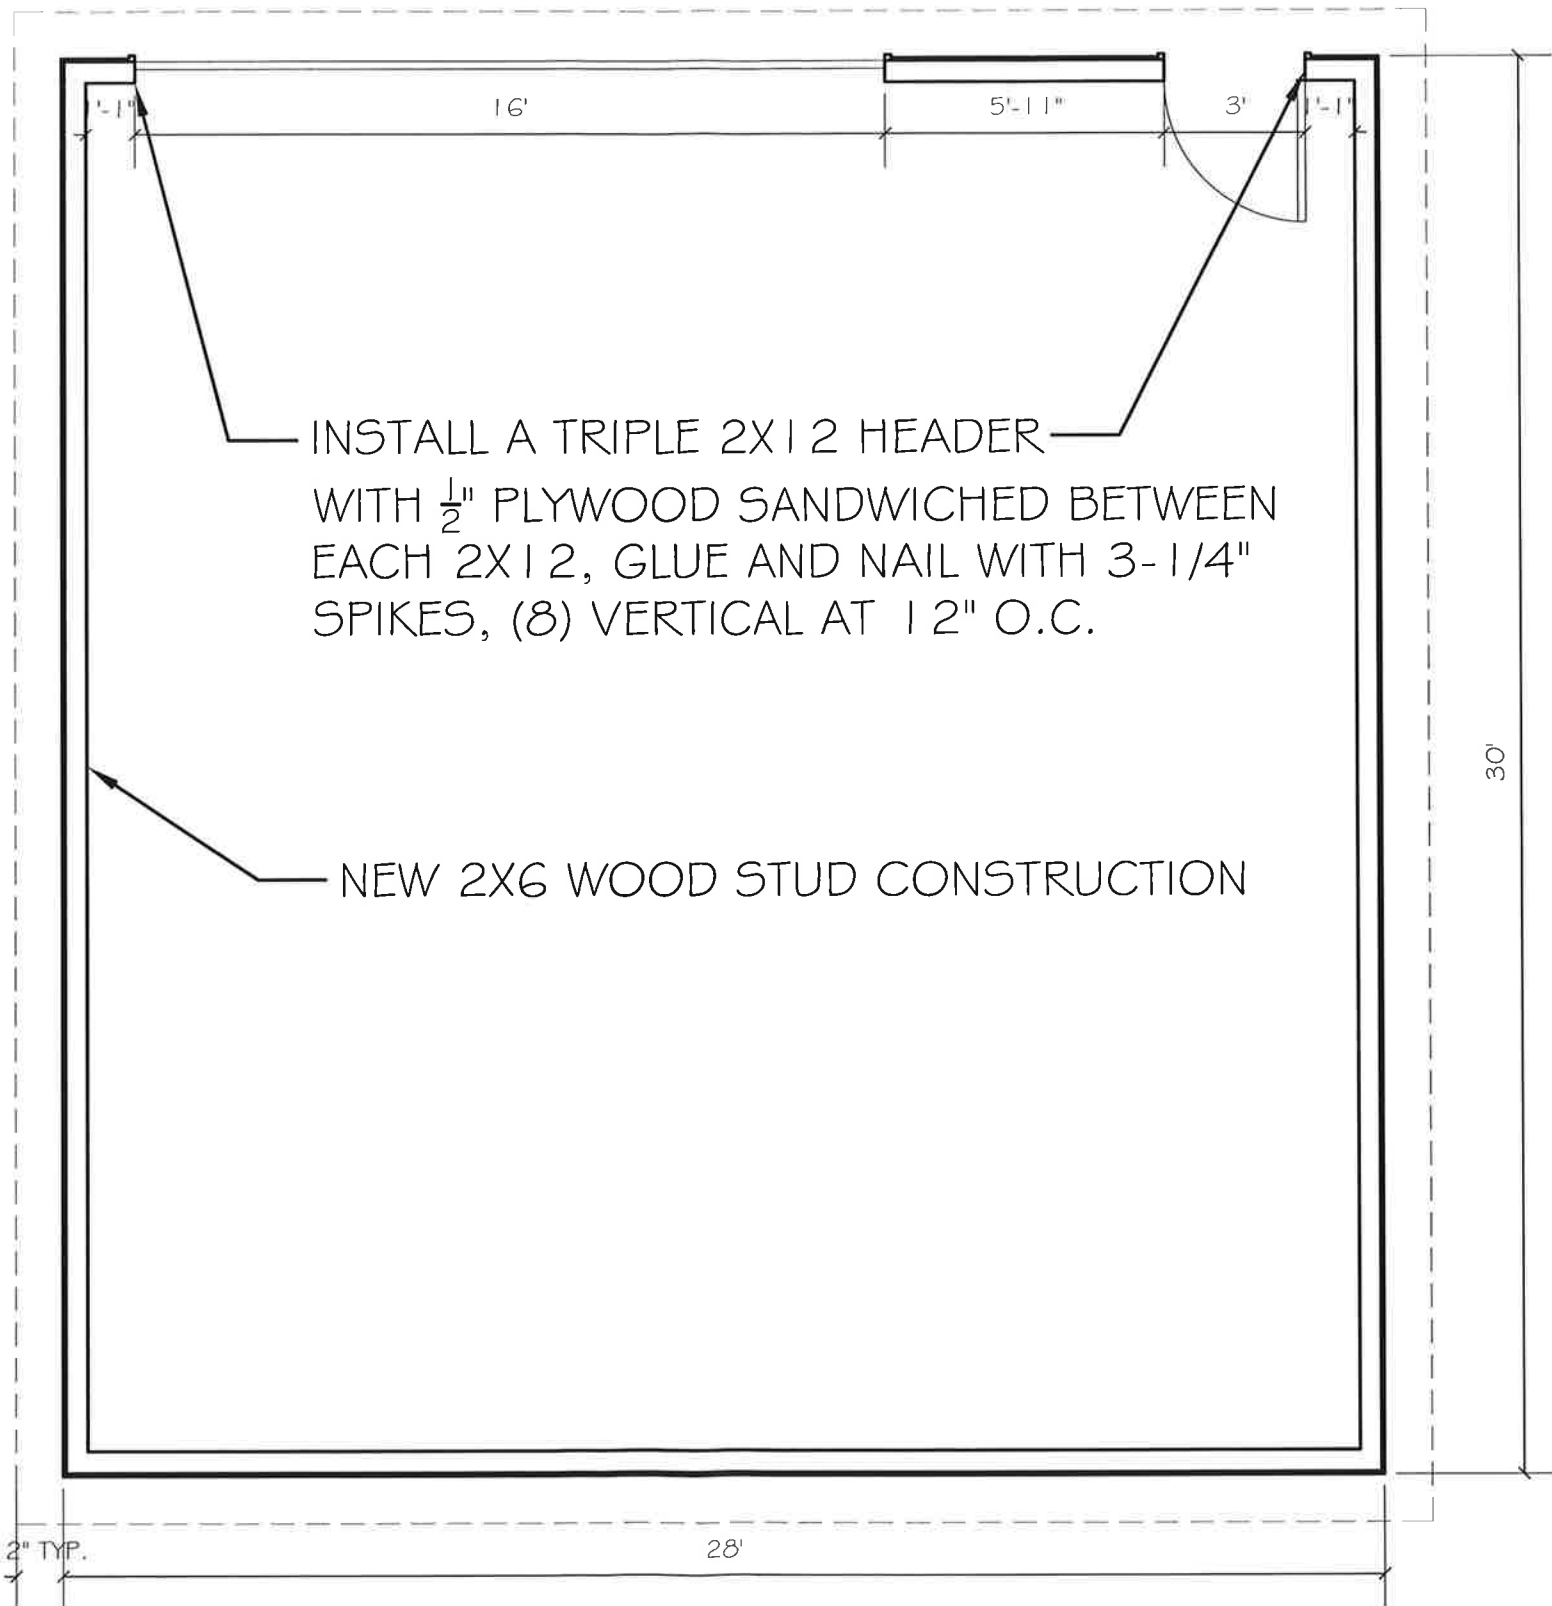 1'-1" 16' 5'-11" 3' 1'-1"
INSTALL A TRIPLE 2X12 HEADER
WITH ½" PLYWOOD SANDWICHED BETWEEN
EACH 2X12, GLUE AND NAIL WITH 3-1/4"
SPIKES, (8) VERTICAL AT 12" O.C.
30'
NEW 2X6 WOOD STUD CONSTRUCTION
2" TYP.
28'